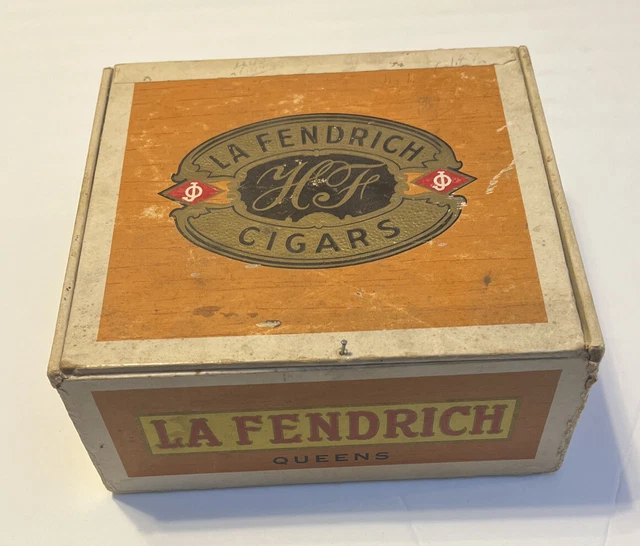 LA FENDRICH
HF
CIGARS
LA FENDRICH
QUEENS